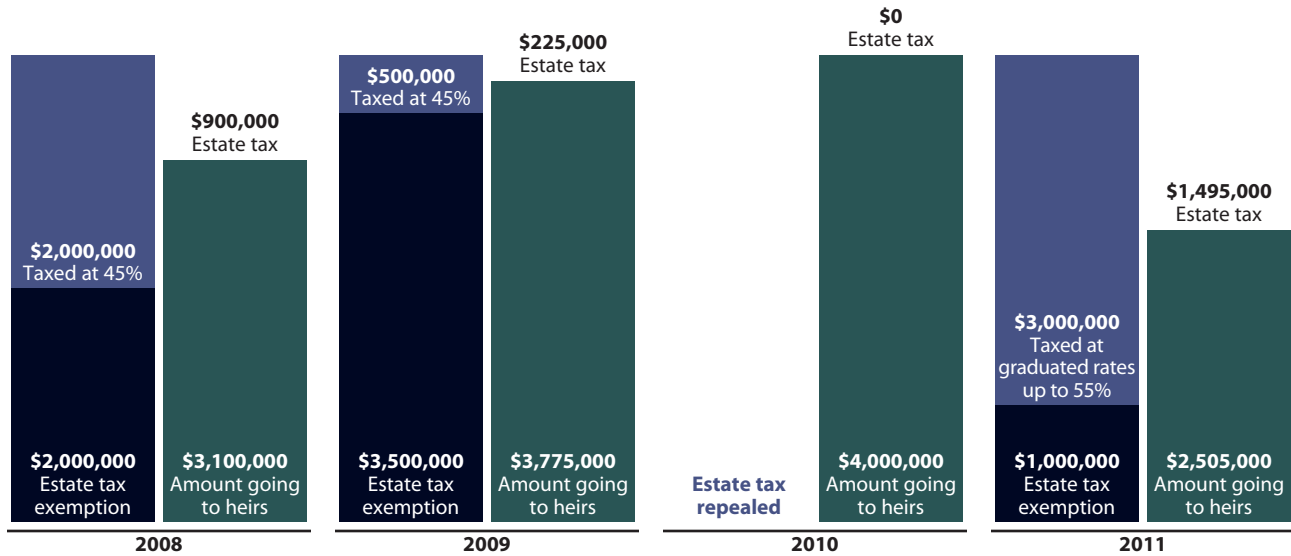 $2,000,000
Taxed at 45%
$2,000,000
Estate tax
exemption
$900,000
Estate tax
$3,100,000
Amount going
to heirs
2008
$500,000
Taxed at 45%
$3,500,000
Estate tax
exemption
$225,000
Estate tax
$3,775,000
Amount going
to heirs
2009
Estate tax
repealed
$0
Estate tax
$4,000,000
Amount going
to heirs
2010
$3,000,000
Taxed at
graduated rates
up to 55%
$1,000,000
Estate tax
exemption
$1,495,000
Estate tax
$2,505,000
Amount going
to heirs
2011